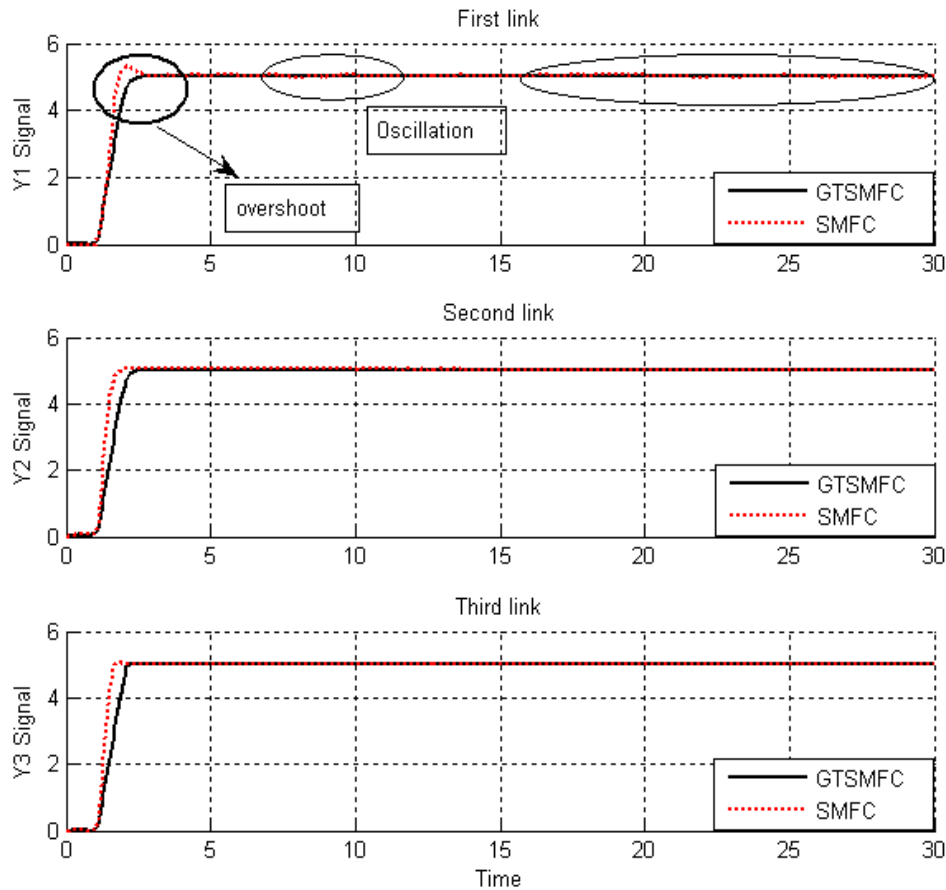 First link
6
4
2
0
Y1 Signal
Oscillation
overshoot
GTSMFC
SMFC
0 5 10 15 20 25 30
Second link
6
4
2
0
Y2 Signal
GTSMFC
SMFC
0 5 10 15 20 25 30
Third link
6
4
2
0
Y3 Signal
GTSMFC
SMFC
0 5 10 15 20 25 30
Time